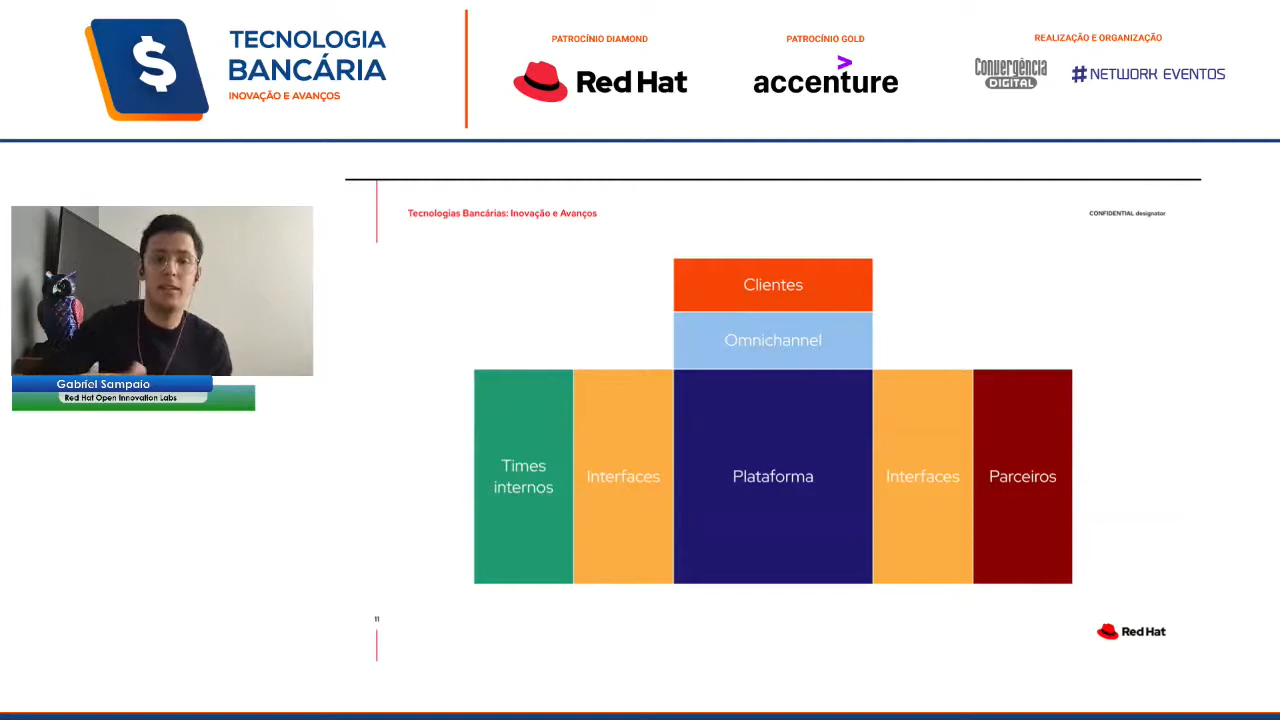 TECNOLOGIA
BANCÁRIA
INOVAÇÃO E AVANÇOS
PATROCÍNIO DIAMOND
Red Hat
PATROCÍNIO GOLD
accenture
REALIZAÇÃO E ORGANIZAÇÃO
Convergência
DIGITAL
# NETWORK EVENTOS
Gabriel Sampaio
Red Hat Open Innovation Labs
Tecnologias Bancárias: Inovação e Avanços
CONFIDENTIAL designator
Clientes
Omnichannel
Times
internos
Interfaces
Plataforma
Interfaces
Parceiros
11
Red Hat